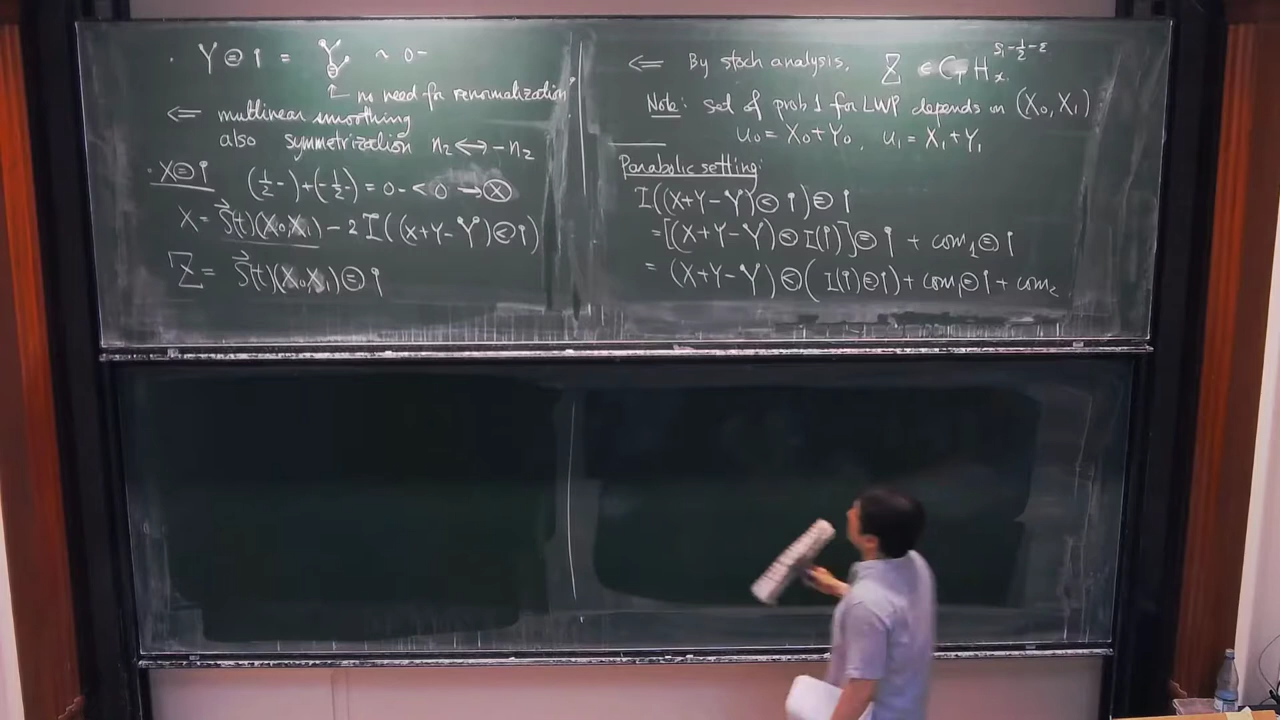 · Y ⊜ i = Y ~ 0-
↑ no need for renormalization!
⇐ multilinear smoothing
also symmetrization n₂ ⟷ -n₂
· X⊜i (½-)+(-½-) = 0- < 0 → ⊗
X = S⃗(t)(X₀,X₁) - 2 I((X+Y-Y)⧀i)
Z = S⃗(t)(X₀,X₁)⊜i
⇐ By stoch analysis, Z ∈ C_T H_x^{s₁-½-ε}
Note: set of prob 1 for LWP depends on (X₀, X₁)
u₀ = X₀+Y₀, u₁ = X₁+Y₁
Parabolic setting:
I((X+Y-Y)⧀i)⊜i
= [(X+Y-Y)⧀I(i)]⊜i + com₁⊜i
= (X+Y-Y)⧀(I(i)⊜i) + com₁⊜i + com₂